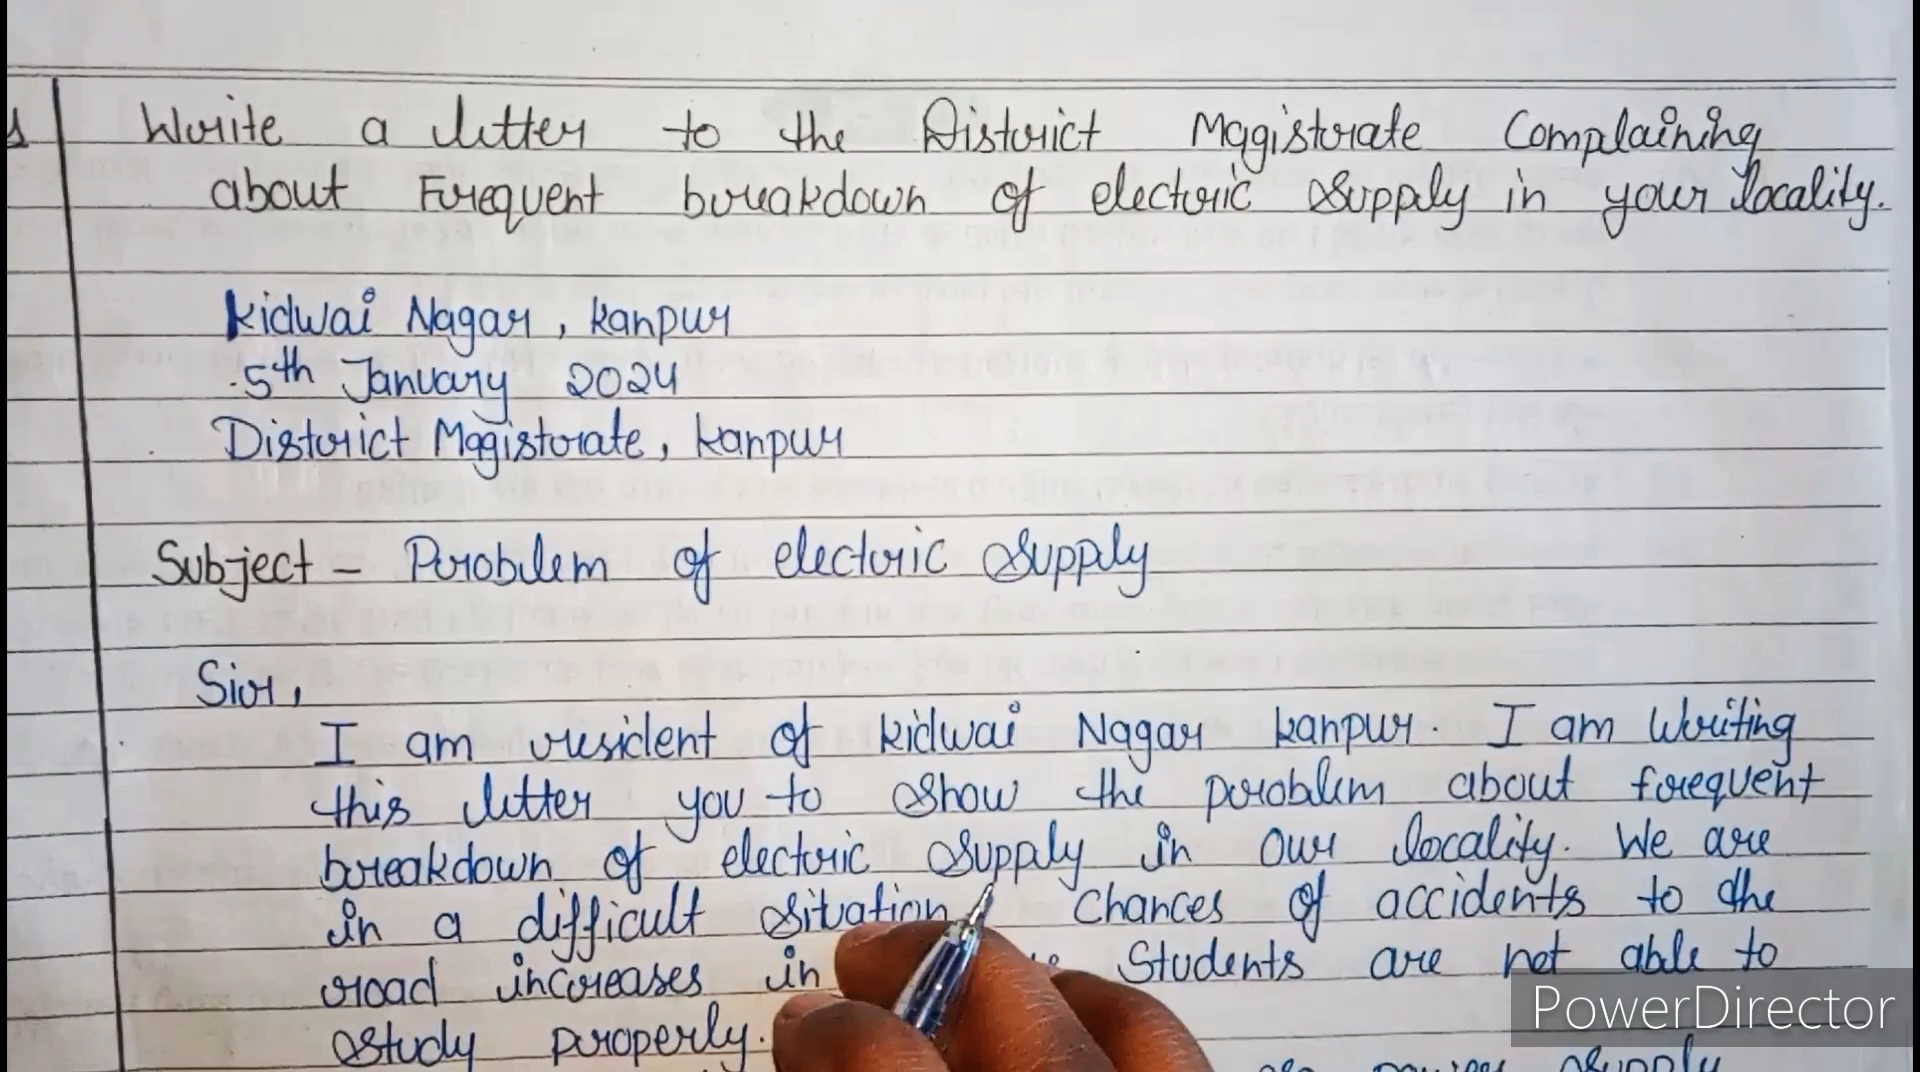 Write a letter to the District Magistrate Complaining
about Frequent breakdown of electric supply in your locality.
Kidwai Nagar, Kanpur
5th January 2024
District Magistrate, Kanpur
Subject - Problem of electric supply
Sir,
I am resident of Kidwai Nagar Kanpur. I am writing
this letter you to show the problem about frequent
breakdown of electric supply in our locality. We are
in a difficult situation chances of accidents to the
road increases in Students are not able to
study properly.
power supply
PowerDirector